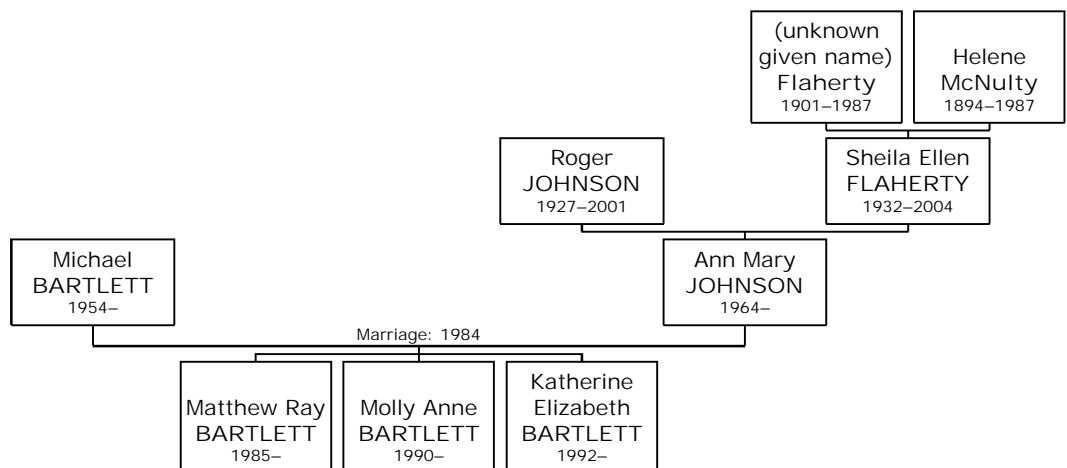 (unknown
given name)
Flaherty
1901–1987
Helene
McNulty
1894–1987
Roger
JOHNSON
1927–2001
Sheila Ellen
FLAHERTY
1932–2004
Michael
BARTLETT
1954–
Ann Mary
JOHNSON
1964–
Marriage: 1984
Matthew Ray
BARTLETT
1985–
Molly Anne
BARTLETT
1990–
Katherine
Elizabeth
BARTLETT
1992–